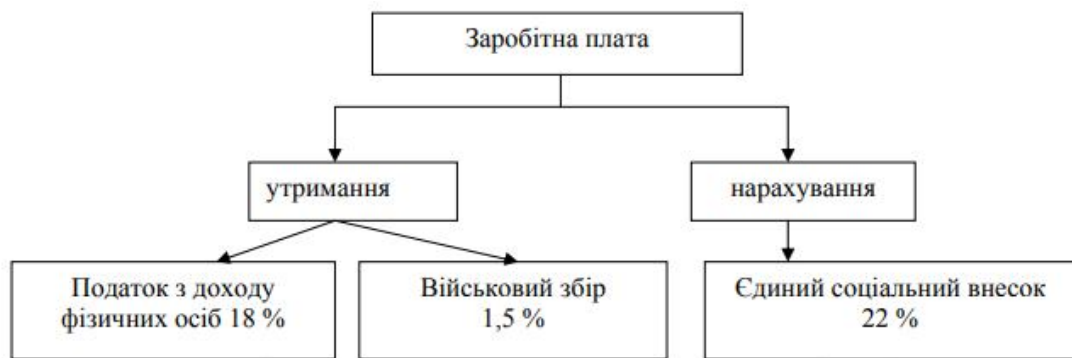 Заробітна плата
утримання
нарахування
Податок з доходу
фізичних осіб 18 %
Військовий збір
1,5 %
Єдиний соціальний внесок
22 %